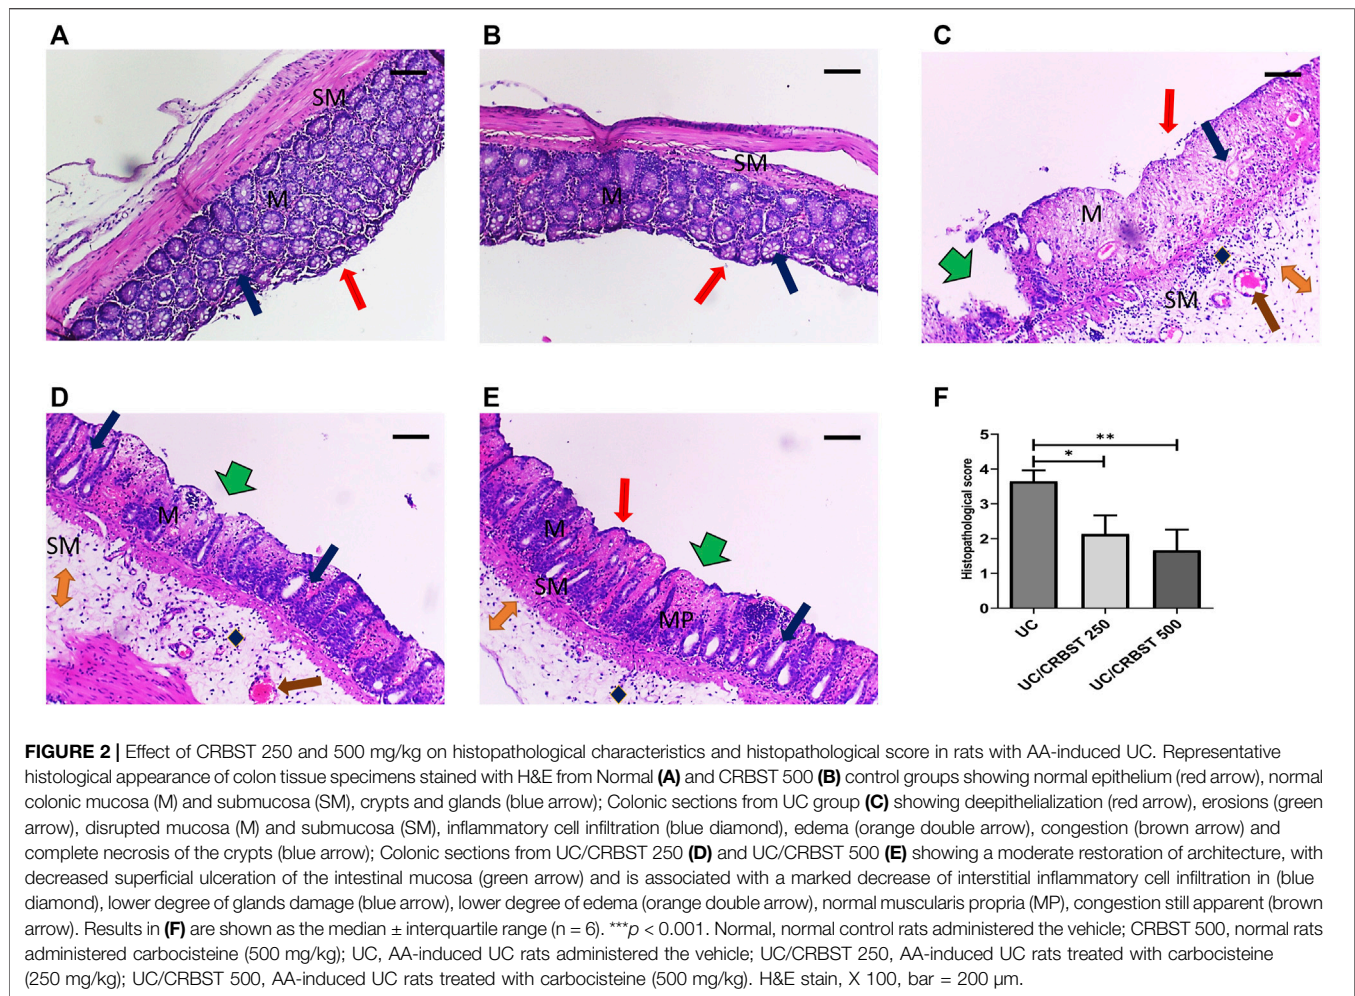 A
B
C
SM
M
SM
M
M
SM
D
E
F
M
SM
M
SM
MP
5
4
3
2
1
0
Histopathological score
**
*
UC
UC/CRBST 250
UC/CRBST 500
FIGURE 2 | Effect of CRBST 250 and 500 mg/kg on histopathological characteristics and histopathological score in rats with AA-induced UC. Representative
histological appearance of colon tissue specimens stained with H&E from Normal (A) and CRBST 500 (B) control groups showing normal epithelium (red arrow), normal
colonic mucosa (M) and submucosa (SM), crypts and glands (blue arrow); Colonic sections from UC group (C) showing deepithelialization (red arrow), erosions (green
arrow), disrupted mucosa (M) and submucosa (SM), inflammatory cell infiltration (blue diamond), edema (orange double arrow), congestion (brown arrow) and
complete necrosis of the crypts (blue arrow); Colonic sections from UC/CRBST 250 (D) and UC/CRBST 500 (E) showing a moderate restoration of architecture, with
decreased superficial ulceration of the intestinal mucosa (green arrow) and is associated with a marked decrease of interstitial inflammatory cell infiltration in (blue
diamond), lower degree of glands damage (blue arrow), lower degree of edema (orange double arrow), normal muscularis propria (MP), congestion still apparent (brown
arrow). Results in (F) are shown as the median ± interquartile range (n = 6). ***p < 0.001. Normal, normal control rats administered the vehicle; CRBST 500, normal rats
administered carbocisteine (500 mg/kg); UC, AA-induced UC rats administered the vehicle; UC/CRBST 250, AA-induced UC rats treated with carbocisteine
(250 mg/kg); UC/CRBST 500, AA-induced UC rats treated with carbocisteine (500 mg/kg). H&E stain, X 100, bar = 200 μm.